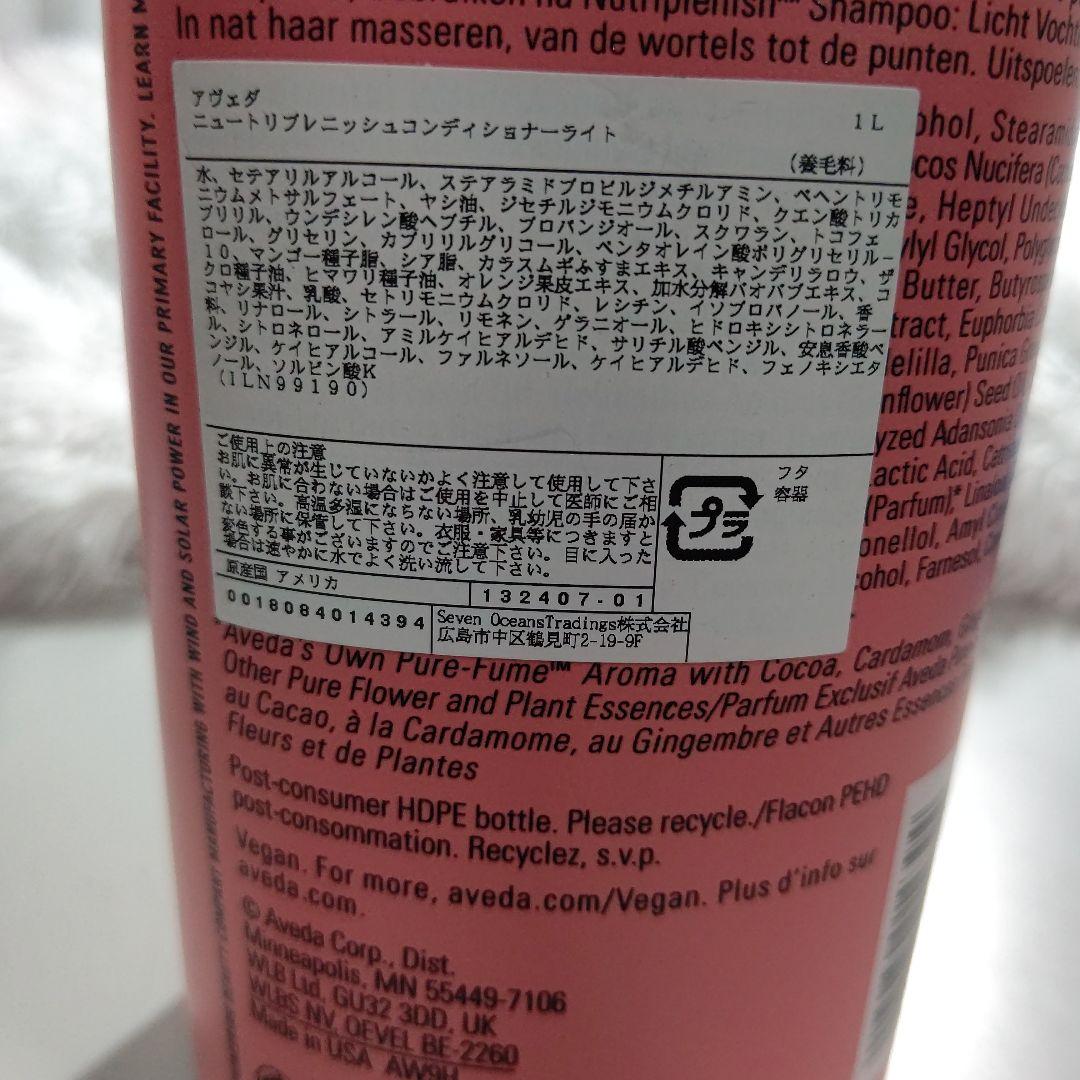 Nutriplenish™ Shampoo: Licht
In nat haar masseren, van de wortels tot de punten.
LEARN
WITH WIND AND SOLAR POWER IN OUR PRIMARY FACILITY.
アヴェダ
ニュートリプレニッシュコンディショナーライト 1L
(養毛料)
水、セテアリルアルコール、ステアラミドプロピルジメチルアミン、ベヘントリモ
ニウムメトサルフェート、ヤシ油、ジセチルジモニウムクロリド、クエン酸トリカ
プリリル、ウンデシレン酸ヘプチル、プロパンジオール、スクワラン、トコフェ
ロール、グリセリン、カプリリルグリコール、ペンタオレイン酸ポリグリセリル-
10、マンゴー種子脂、シア脂、カラスムギふすまエキス、キャンデリラロウ、ザ
クロ種子油、ヒマワリ種子油、オレンジ果皮エキス、加水分解バオバブエキス、コ
コヤシ果汁、乳酸、セトリモニウムクロリド、レシチン、イソプロパノール、香
料、リナロール、シトラール、リモネン、ゲラニオール、ヒドロキシシトロネラー
ル、シトロネロール、アミルケイヒアルデヒド、サリチル酸ベンジル、安息香酸ベ
ンジル、ケイヒアルコール、ファルネソール、ケイヒアルデヒド、フェノキシエタ
ノール、ソルビン酸K
(ILN99190)
ご使用上の注意
お肌に異常が生じていないかよく注意して使用して下さ
い。お肌に合わない場合はご使用を中止して医師にご相
談下さい。高温多湿にならない場所、乳幼児の手の届か
ない場所に保管して下さい。衣服・家具等につきますと
変色する事がございますのでご注意下さい。目に入った
場合は速やかに水でよく洗い流して下さい。
プラ
フタ
容器
原産国 アメリカ
132407-01
0018084014394
Seven OceansTradings株式会社
広島市中区鶴見町2-19-9F
Nucifera
Heptyl
Glycol,
Butter,
Punica
Seed
Lactic Acid,
(Parfum)*
Farnesol,
Aveda's Own Pure-Fume™ Aroma with Cocoa, Cardamom,
Other Pure Flower and Plant Essences/Parfum Exclusif Aveda
au Cacao, à la Cardamome, au Gingembre et Autres
Fleurs et de Plantes
Post-consumer HDPE bottle. Please recycle./Flacon PEHD
post-consommation. Recyclez, s.v.p.
Vegan. For more, aveda.com/Vegan. Plus d'info sur
aveda.com.
© Aveda Corp., Dist.
Minneapolis, MN 55449-7106
WLB Ltd, GU32 3DD, UK
WLBS NV, OEVEL BE-2260
Made in USA